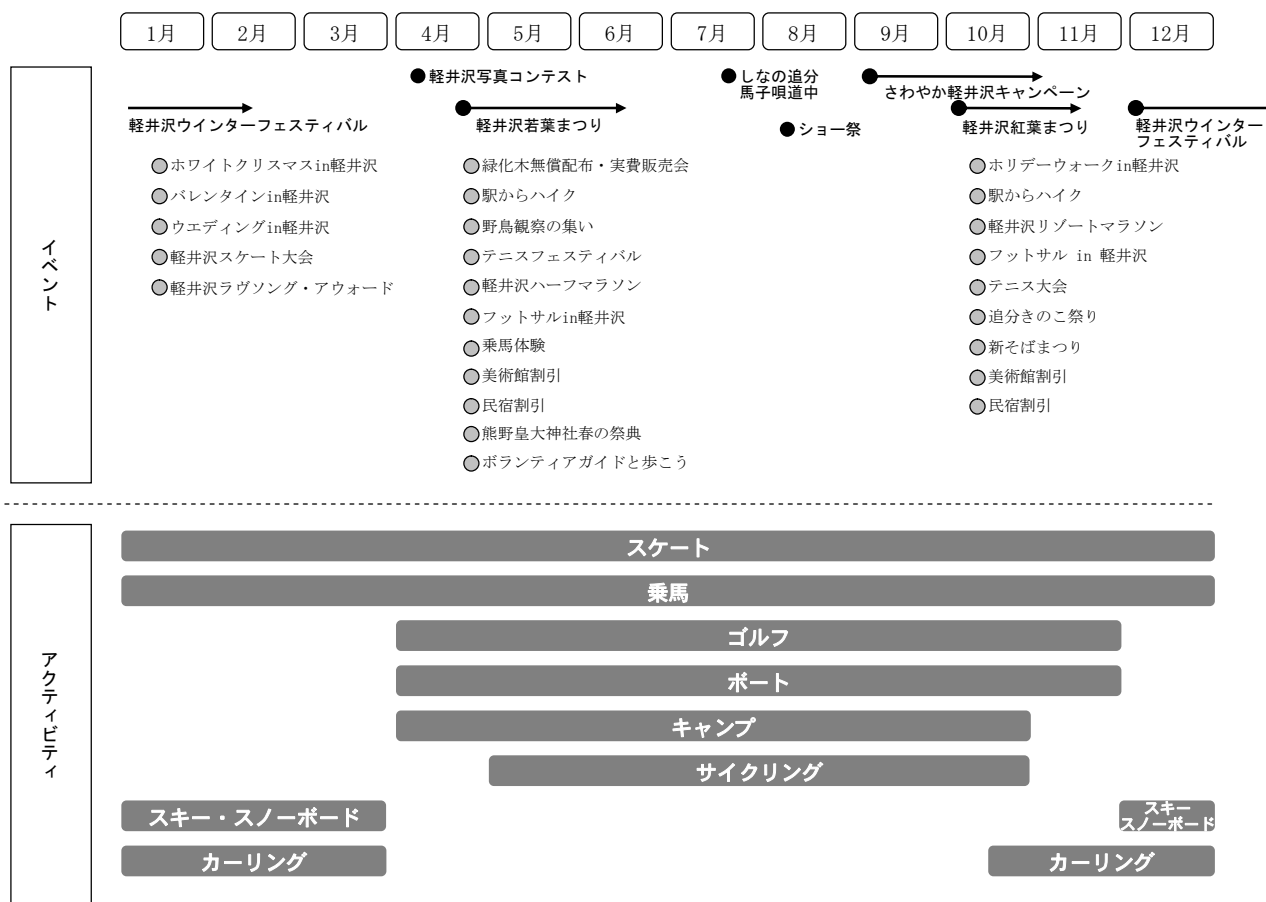 1月 2月 3月 4月 5月 6月 7月 8月 9月 10月 11月 12月
イベント
軽井沢ウインターフェスティバル
ホワイトクリスマスin軽井沢
バレンタインin軽井沢
ウエディングin軽井沢
軽井沢スケート大会
軽井沢ラヴソング・アウォード
軽井沢写真コンテスト
軽井沢若葉まつり
緑化木無償配布・実費販売会
駅からハイク
野鳥観察の集い
テニスフェスティバル
軽井沢ハーフマラソン
フットサルin軽井沢
乗馬体験
美術館割引
民宿割引
熊野皇大神社春の祭典
ボランティアガイドと歩こう
しなの追分
馬子唄道中
ショー祭
さわやか軽井沢キャンペーン
軽井沢紅葉まつり
ホリデーウォークin軽井沢
駅からハイク
軽井沢リゾートマラソン
フットサル in 軽井沢
テニス大会
追分きのこ祭り
新そばまつり
美術館割引
民宿割引
軽井沢ウインター
フェスティバル
アクティビティ
スケート
乗馬
ゴルフ
ボート
キャンプ
サイクリング
スキー・スノーボード
スキー
スノーボード
カーリング
カーリング